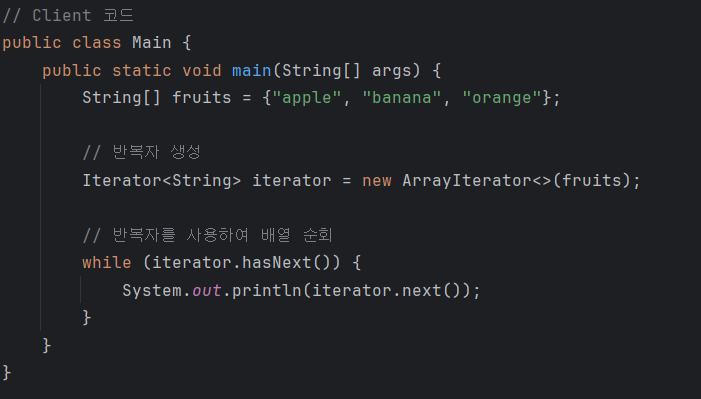 // Client 코드
public class Main {
    public static void main(String[] args) {
        String[] fruits = {"apple", "banana", "orange"};
        // 반복자 생성
        Iterator<String> iterator = new ArrayIterator<>(fruits);
        // 반복자를 사용하여 배열 순회
        while (iterator.hasNext()) {
            System.out.println(iterator.next());
        }
    }
}